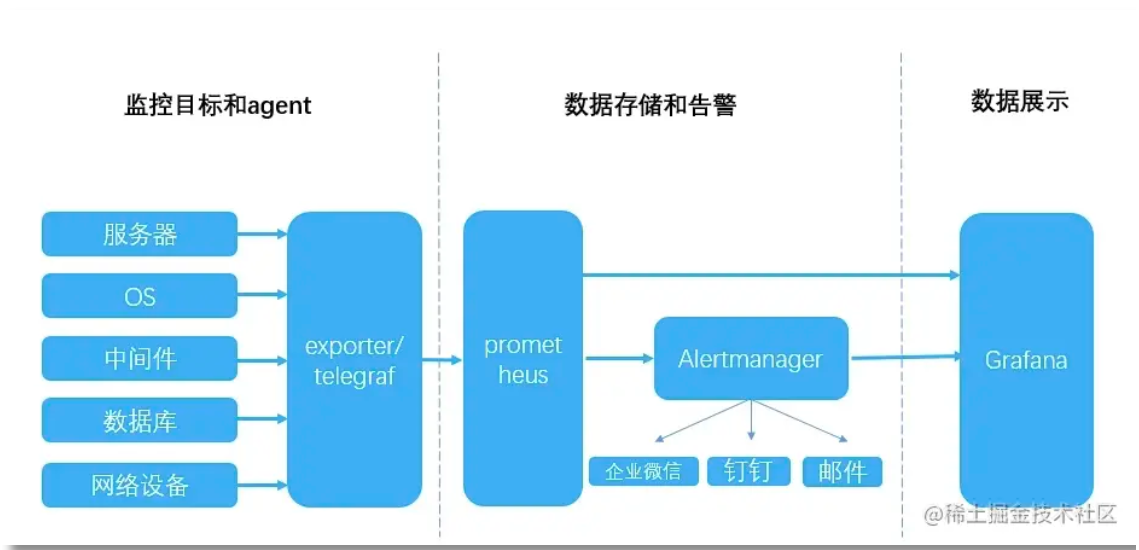 监控目标和agent
数据存储和告警
数据展示
服务器
OS
中间件
数据库
网络设备
exporter/
telegraf
promet
heus
Alertmanager
企业微信
钉钉
邮件
Grafana
@稀土掘金技术社区